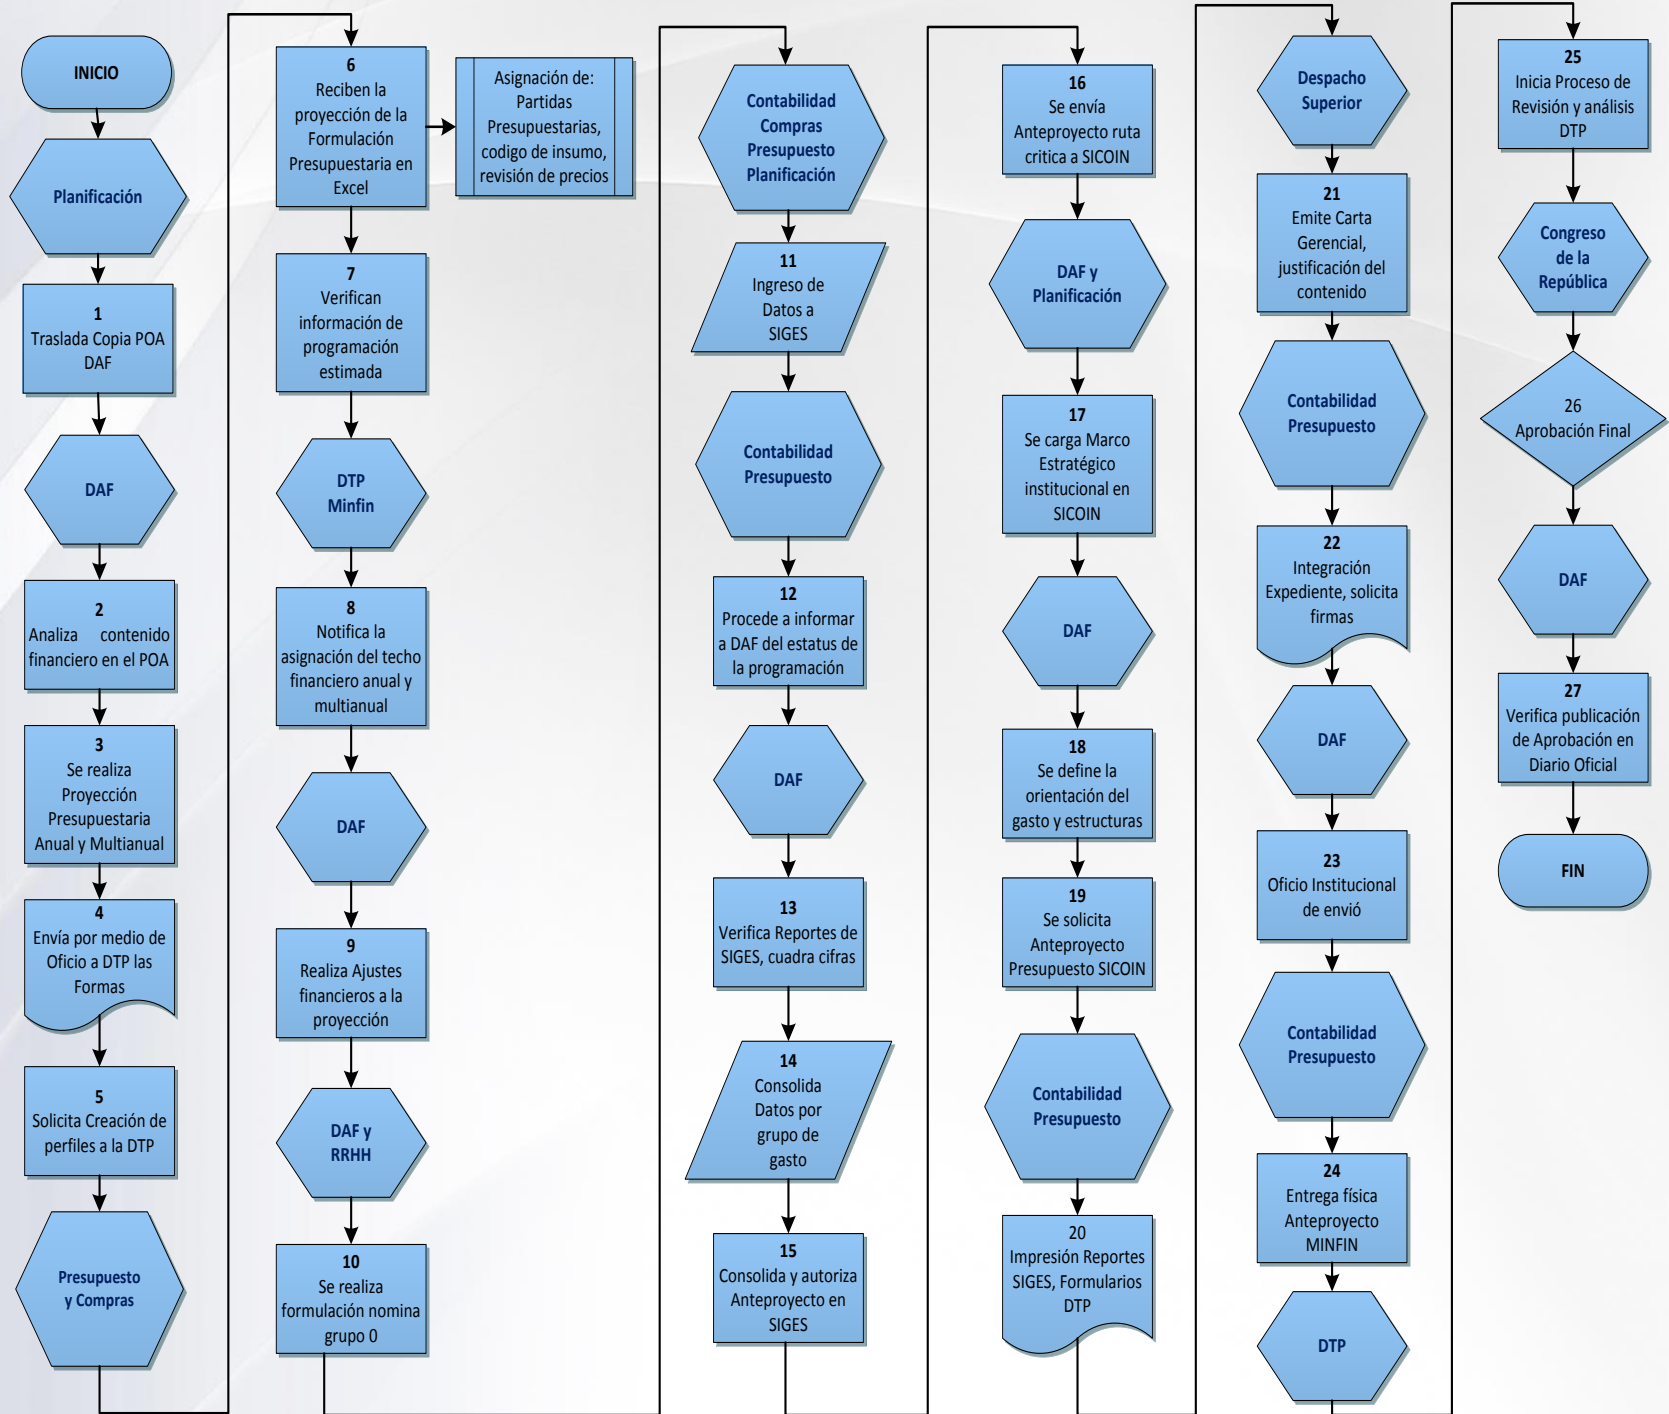 INICIO
Planificación
1
Traslada Copia POA
DAF
DAF
2
Analiza contenido
financiero en el POA
3
Se realiza
Proyección
Presupuestaria
Anual y Multianual
4
Envía por medio de
Oficio a DTP las
Formas
5
Solicita Creación de
perfiles a la DTP
Presupuesto
y Compras
6
Reciben la
proyección de la
Formulación
Presupuestaria en
Excel
Asignación de:
Partidas
Presupuestarias,
codigo de insumo,
revisión de precios
7
Verifican
información de
programación
estimada
DTP
Minfin
8
Notifica la
asignación del techo
financiero anual y
multianual
DAF
9
Realiza Ajustes
financieros a la
proyección
DAF y
RRHH
10
Se realiza
formulación nomina
grupo 0
Contabilidad
Compras
Presupuesto
Planificación
11
Ingreso de
Datos a
SIGES
Contabilidad
Presupuesto
12
Procede a informar
a DAF del estatus de
la programación
DAF
13
Verifica Reportes de
SIGES, cuadra cifras
14
Consolida
Datos por
grupo de
gasto
15
Consolida y autoriza
Anteproyecto en
SIGES
16
Se envía
Anteproyecto ruta
critica a SICOIN
DAF y
Planificación
17
Se carga Marco
Estratégico
institucional en
SICOIN
DAF
18
Se define la
orientación del
gasto y estructuras
19
Se solicita
Anteproyecto
Presupuesto SICOIN
Contabilidad
Presupuesto
20
Impresión Reportes
SIGES, Formularios
DTP
Despacho
Superior
21
Emite Carta
Gerencial,
justificación del
contenido
Contabilidad
Presupuesto
22
Integración
Expediente, solicita
firmas
DAF
23
Oficio Institucional
de envió
Contabilidad
Presupuesto
24
Entrega física
Anteproyecto
MINFIN
DTP
25
Inicia Proceso de
Revisión y análisis
DTP
Congreso
de la
República
26
Aprobación Final
DAF
27
Verifica publicación
de Aprobación en
Diario Oficial
FIN